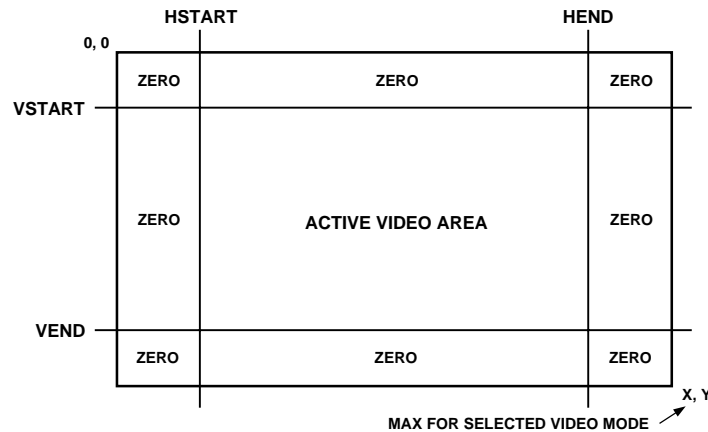 HSTART HEND
0, 0
ZERO ZERO ZERO
VSTART
ZERO ACTIVE VIDEO AREA ZERO
VEND
ZERO ZERO ZERO
X, Y
MAX FOR SELECTED VIDEO MODE